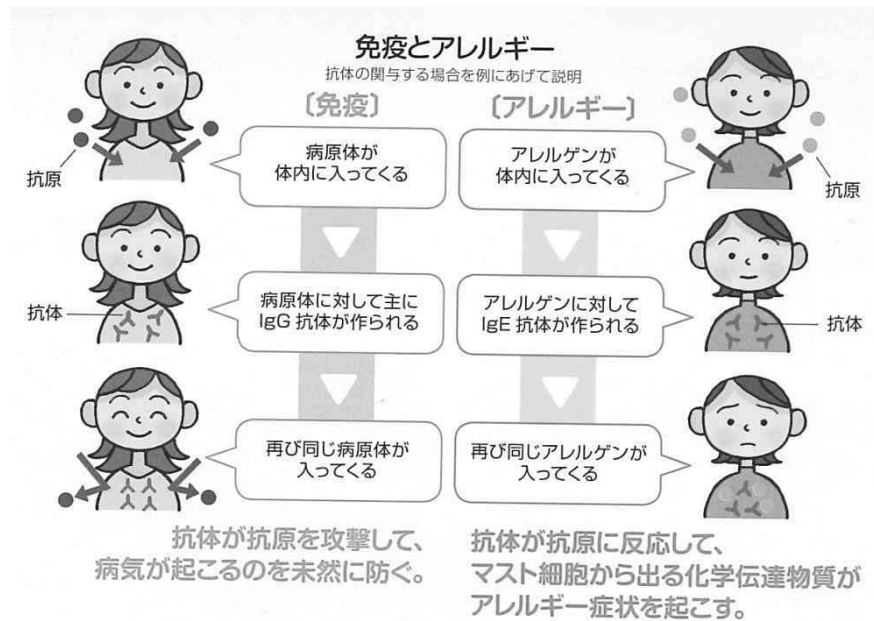 免疫とアレルギー
抗体の関与する場合を例にあげて説明
〔免疫〕
抗原
病原体が
体内に入ってくる
抗体
病原体に対して主に
IgG 抗体が作られる
再び同じ病原体が
入ってくる
抗体が抗原を攻撃して、
病気が起こるのを未然に防ぐ。
〔アレルギー〕
アレルゲンが
体内に入ってくる
抗原
アレルゲンに対して
IgE 抗体が作られる
抗体
再び同じアレルゲンが
入ってくる
抗体が抗原に反応して、
マスト細胞から出る化学伝達物質が
アレルギー症状を起こす。